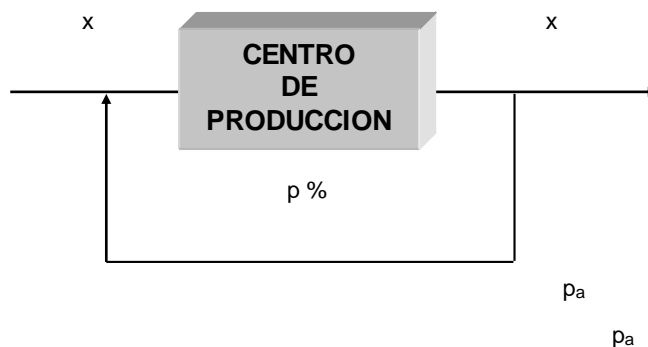 x x
CENTRO
DE
PRODUCCION
p %
pa
pa